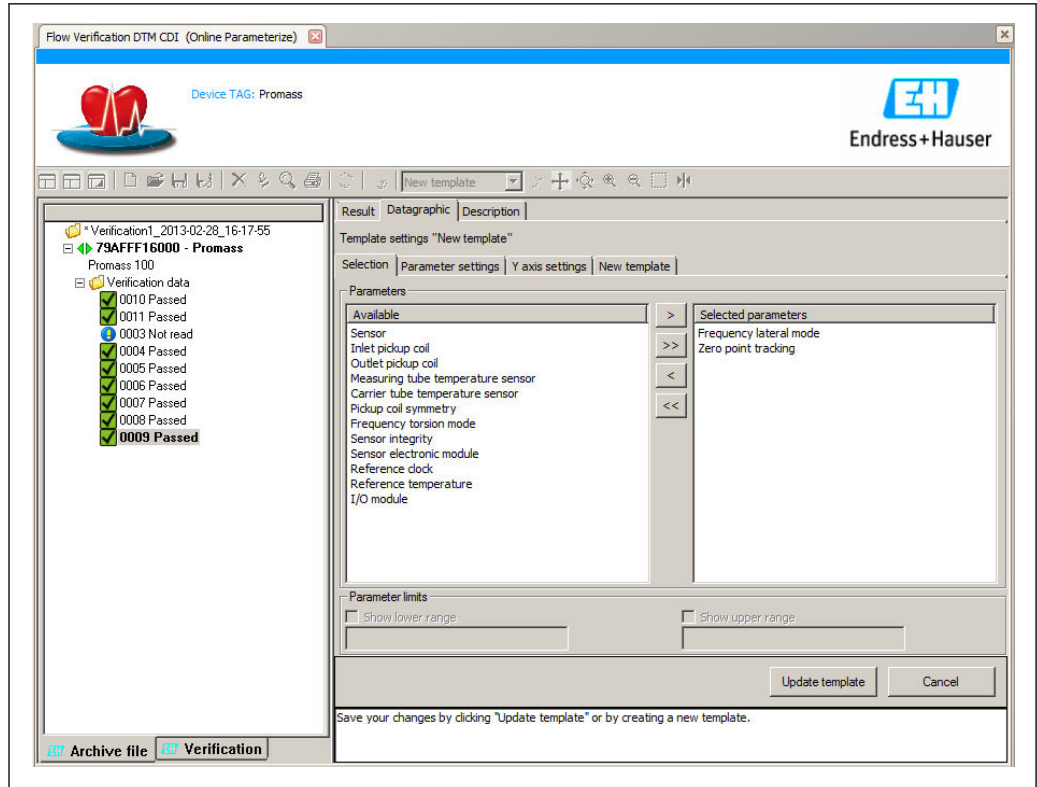 Flow Verification DTM CDI (Online Parameterize)
Device TAG: Promass
EH
Endress+Hauser
New template
* Verification1_2013-02-28_16-17-55
79AFFF16000 - Promass
Promass 100
Verification data
0010 Passed
0011 Passed
0003 Not read
0004 Passed
0005 Passed
0006 Passed
0007 Passed
0008 Passed
0009 Passed
Archive file
Verification
Result
Datagraphic
Description
Template settings "New template"
Selection
Parameter settings
Y axis settings
New template
Parameters
Available
Sensor
Inlet pickup coil
Outlet pickup coil
Measuring tube temperature sensor
Carrier tube temperature sensor
Pickup coil symmetry
Frequency torsion mode
Sensor integrity
Sensor electronic module
Reference clock
Reference temperature
I/O module
>
>>
<
<<
Selected parameters
Frequency lateral mode
Zero point tracking
Parameter limits
Show lower range
Show upper range
Update template
Cancel
Save your changes by clicking "Update template" or by creating a new template.